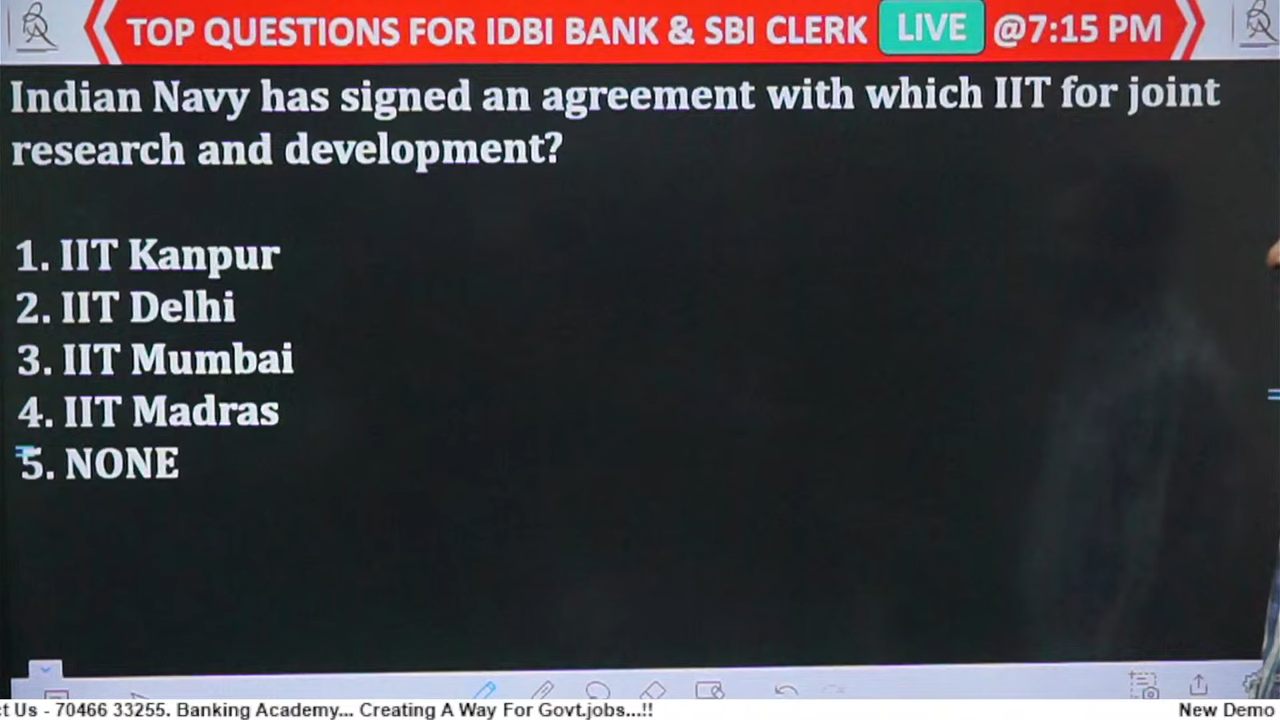 TOP QUESTIONS FOR IDBI BANK & SBI CLERK LIVE @7:15 PM
Indian Navy has signed an agreement with which IIT for joint
research and development?
1. IIT Kanpur
2. IIT Delhi
3. IIT Mumbai
4. IIT Madras
5. NONE
ct Us - 70466 33255. Banking Academy... Creating A Way For Govt.jobs...!! New Demo